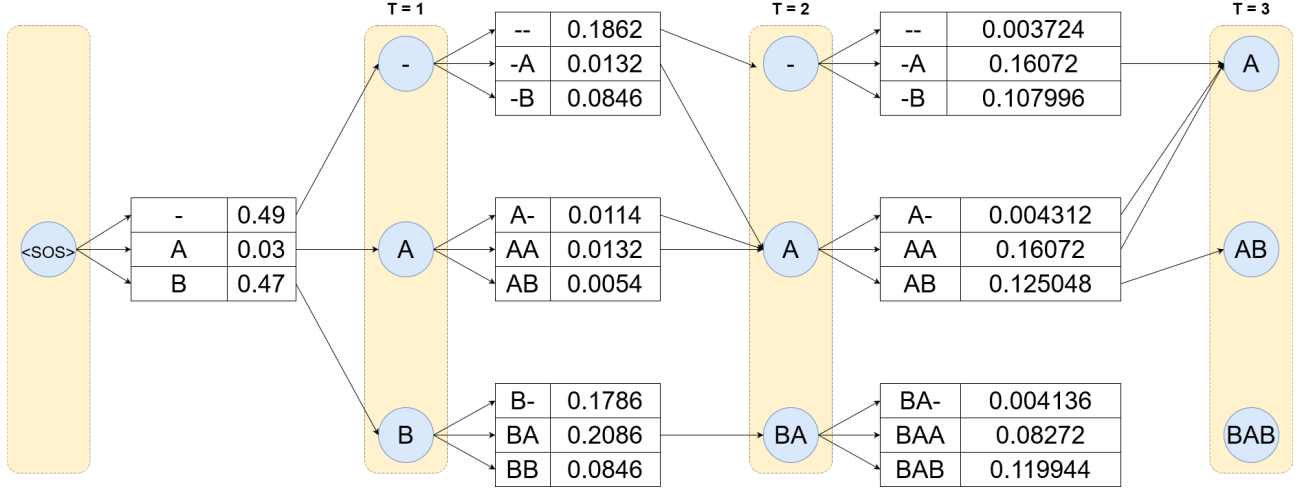 T = 1
T = 2
T = 3
<SOS>
- 0.49
A 0.03
B 0.47
-
A
B
-- 0.1862
-A 0.0132
-B 0.0846
A- 0.0114
AA 0.0132
AB 0.0054
B- 0.1786
BA 0.2086
BB 0.0846
-
A
BA
-- 0.003724
-A 0.16072
-B 0.107996
A- 0.004312
AA 0.16072
AB 0.125048
BA- 0.004136
BAA 0.08272
BAB 0.119944
A
AB
BAB